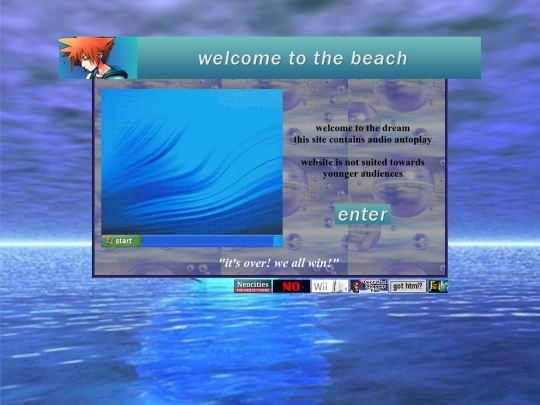 welcome to the beach
welcome to the dream
this site contains audio autoplay
website is not suited towards
younger audiences
enter
start
"it's over! we all win!"
Neocities
NO
Wii
got html?